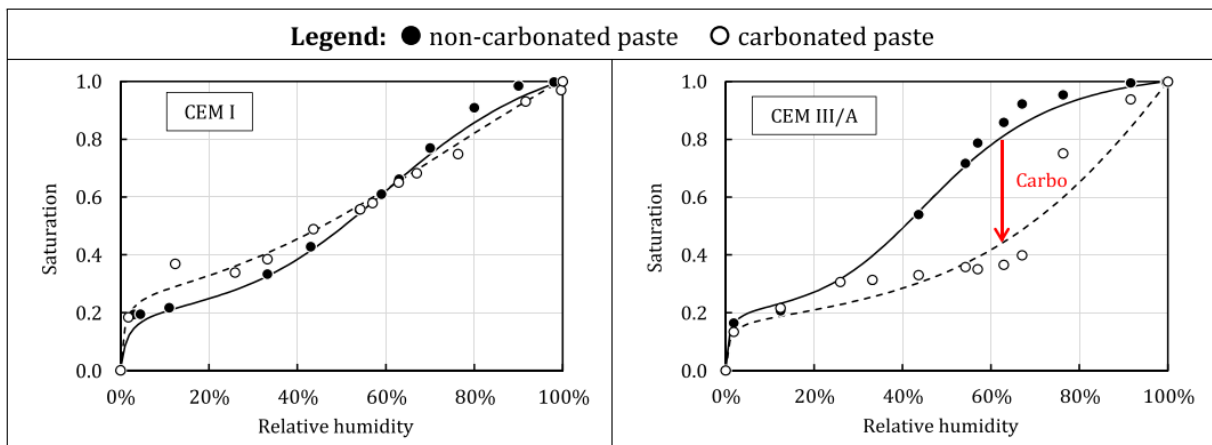 Legend: ● non-carbonated paste ○ carbonated paste
CEM I
1.0
0.8
0.6
0.4
0.2
0.0
Saturation
0% 20% 40% 60% 80% 100%
Relative humidity
CEM III/A
Carbo
1.0
0.8
0.6
0.4
0.2
0.0
Saturation
0% 20% 40% 60% 80% 100%
Relative humidity